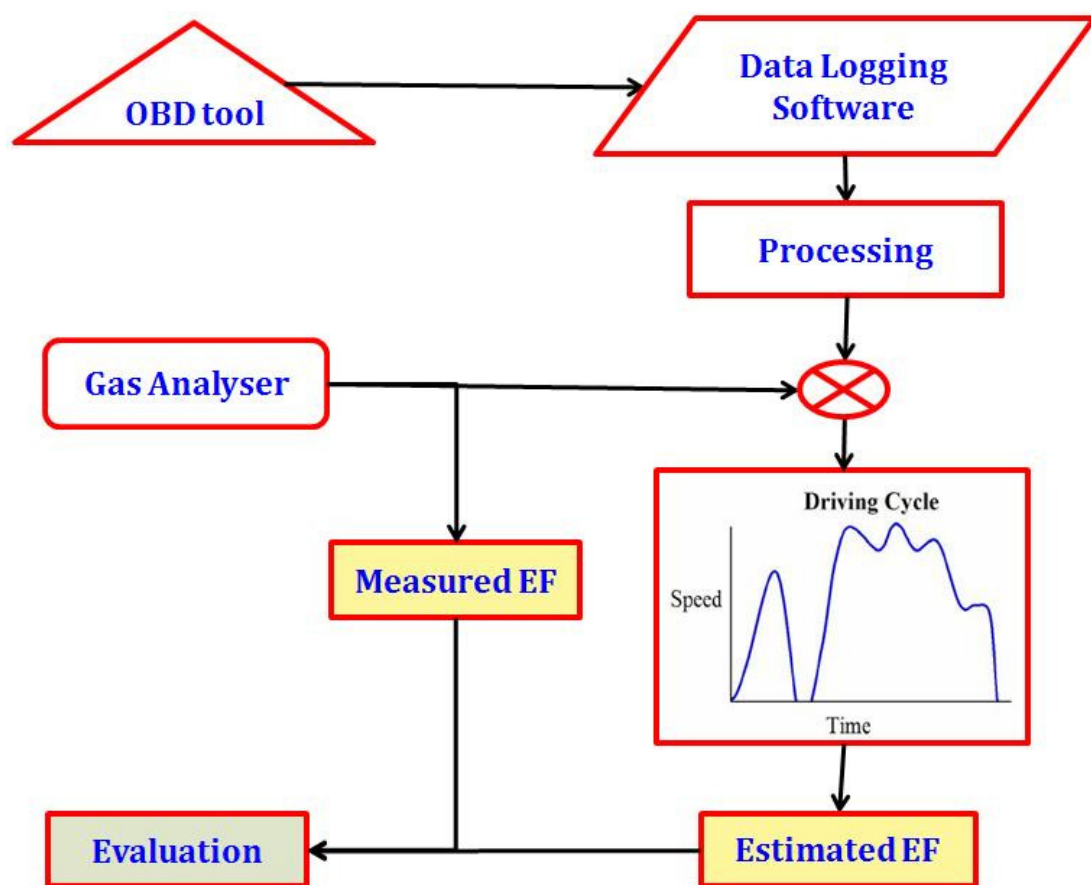 OBD tool
Data Logging
Software
Processing
Gas Analyser
Driving Cycle
Speed
Time
Measured EF
Evaluation
Estimated EF